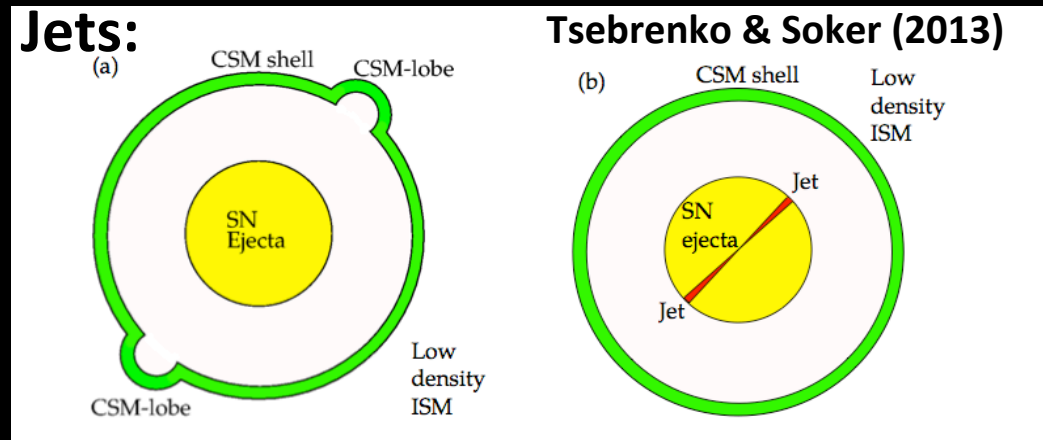 Jets:
Tsebrenko & Soker (2013)
(a)
CSM shell
CSM-lobe
SN
Ejecta
CSM-lobe
Low
density
ISM
(b)
CSM shell
Low
density
ISM
Jet
SN
ejecta
Jet